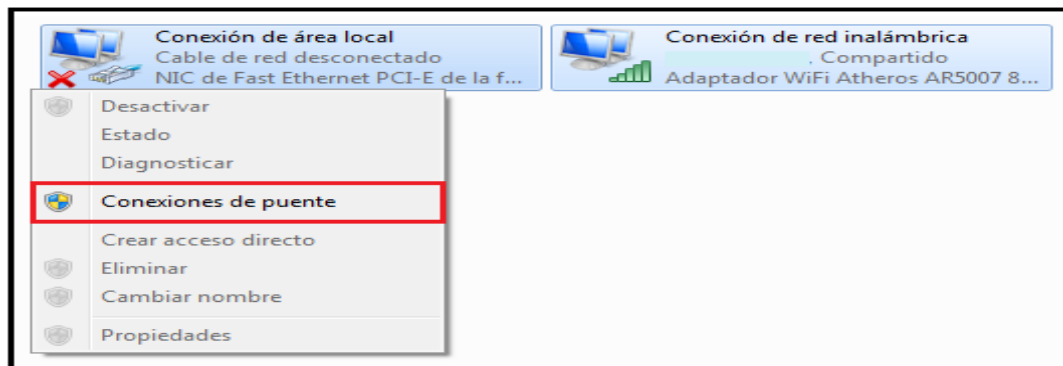 Conexión de área local
Cable de red desconectado
NIC de Fast Ethernet PCI-E de la f...
Conexión de red inalámbrica
, Compartido
Adaptador WiFi Atheros AR5007 8...
Desactivar
Estado
Diagnosticar
Conexiones de puente
Crear acceso directo
Eliminar
Cambiar nombre
Propiedades